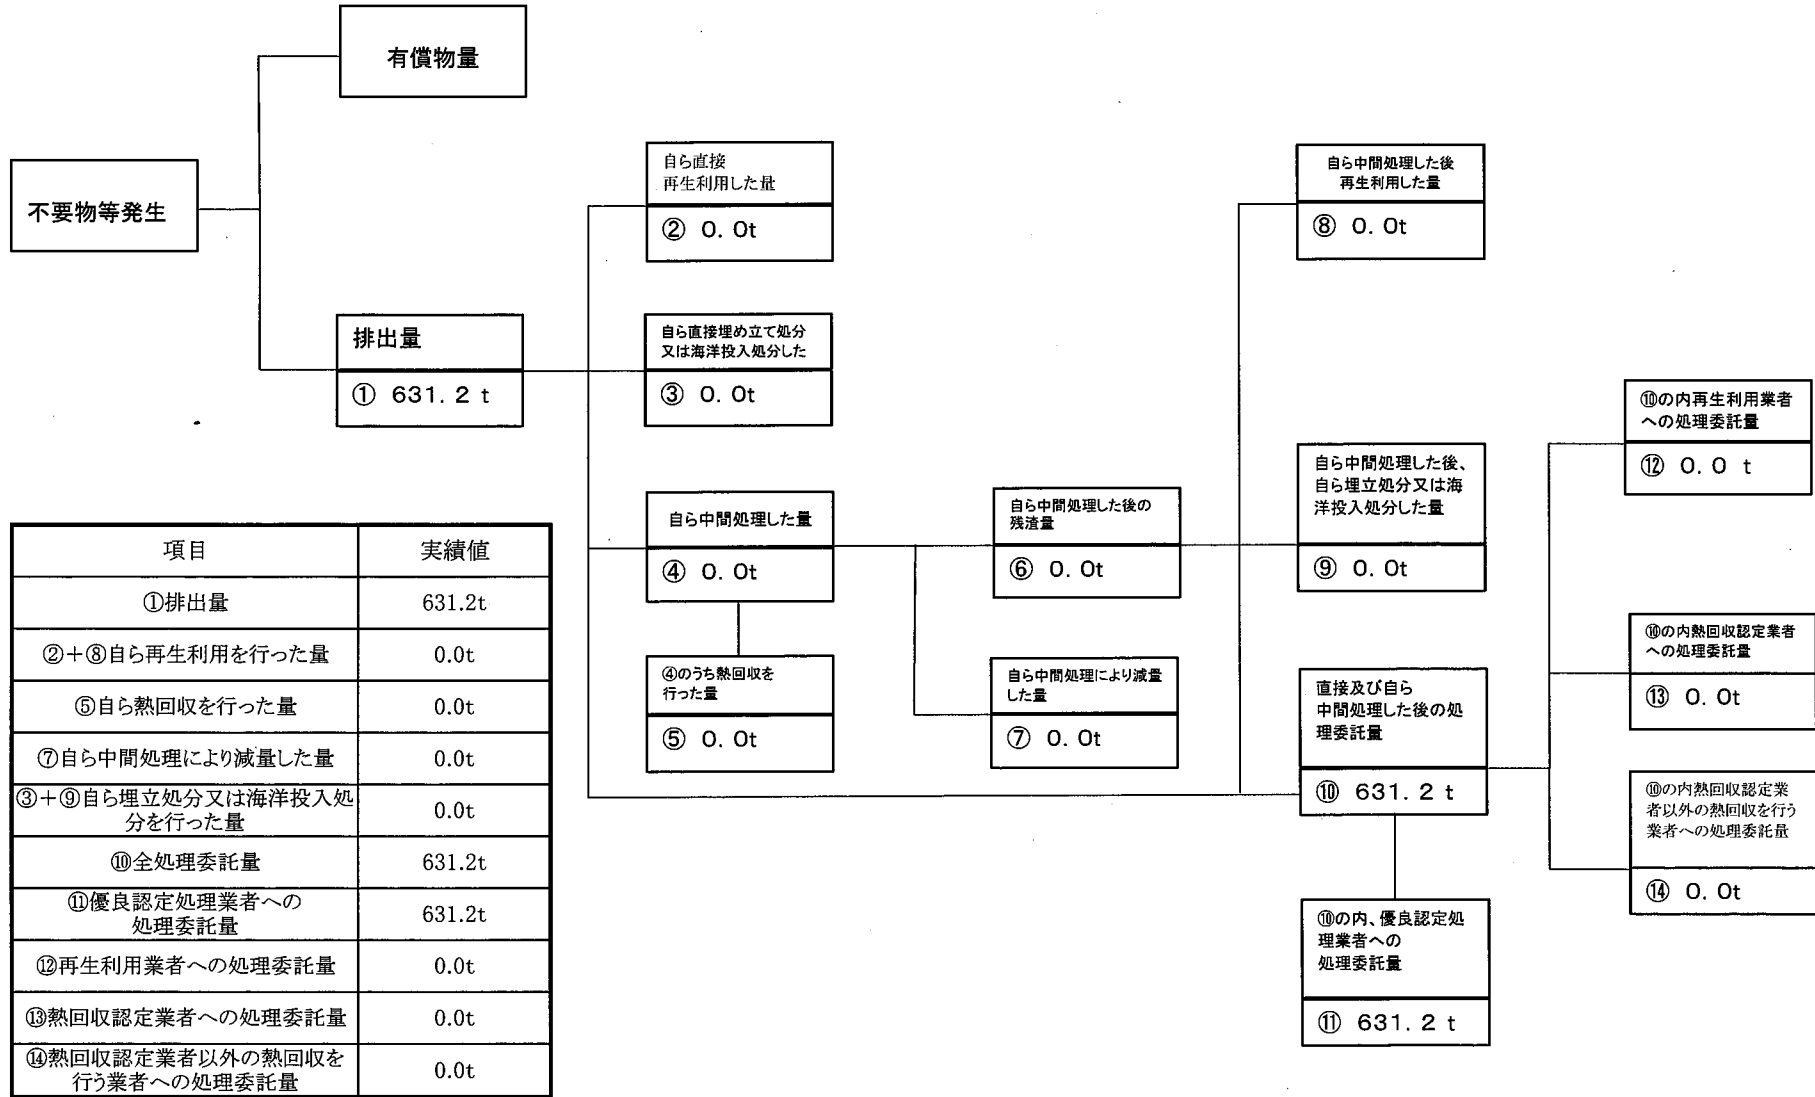 有償物量
不要物等発生
排出量
① 631.2 t
自ら直接
再生利用した量
② 0.0t
自ら直接埋め立て処分
又は海洋投入処分した
③ 0.0t
自ら中間処理した量
④ 0.0t
④のうち熱回収を
行った量
⑤ 0.0t
自ら中間処理した後の
残渣量
⑥ 0.0t
自ら中間処理により減量
した量
⑦ 0.0t
自ら中間処理した後
再生利用した量
⑧ 0.0t
自ら中間処理した後、
自ら埋立処分又は海
洋投入処分した量
⑨ 0.0t
直接及び自ら
中間処理した後の処
理委託量
⑩ 631.2 t
⑩の内、優良認定処
理業者への
処理委託量
⑪ 631.2 t
⑩の内再生利用業者
への処理委託量
⑫ 0.0 t
⑩の内熱回収認定業者
への処理委託量
⑬ 0.0t
⑩の内熱回収認定業
者以外の熱回収を行う
業者への処理委託量
⑭ 0.0t
項目 実績値
①排出量 631.2t
②+⑧自ら再生利用を行った量 0.0t
⑤自ら熱回収を行った量 0.0t
⑦自ら中間処理により減量した量 0.0t
③+⑨自ら埋立処分又は海洋投入処
分を行った量 0.0t
⑩全処理委託量 631.2t
⑪優良認定処理業者への
処理委託量 631.2t
⑫再生利用業者への処理委託量 0.0t
⑬熱回収認定業者への処理委託量 0.0t
⑭熱回収認定業者以外の熱回収を
行う業者への処理委託量 0.0t